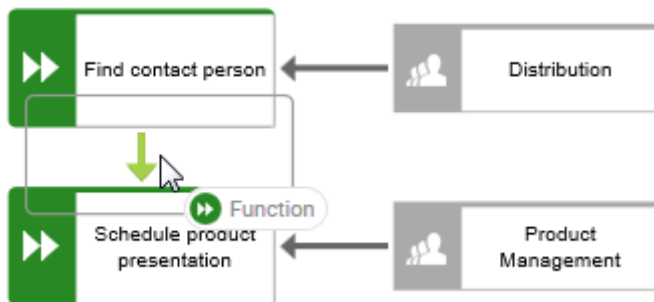 Find contact person
Distribution
Function
Schedule product
presentation
Product
Management